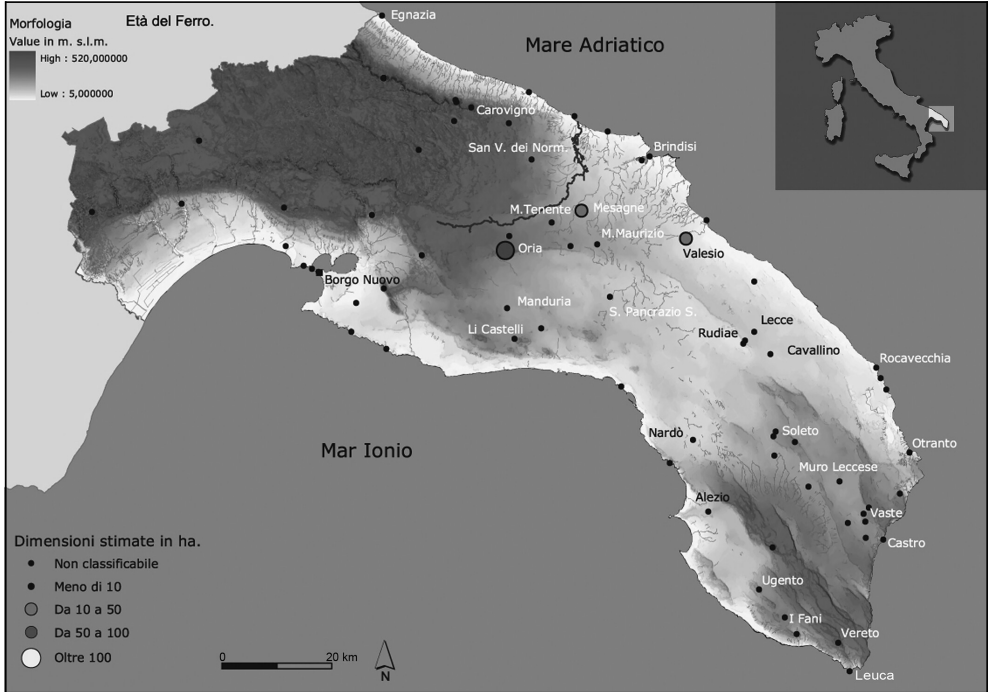 Morfologia
Età del Ferro.
Value in m. s.l.m.
High : 520,000000
Low : 5,000000
Egnazia
Mare Adriatico
Carovigno
San V. dei Norm.
Brindisi
M.Tenente
Mesagne
M.Maurizio
Oria
Valesio
Borgo Nuovo
Manduria
S. Pancrazio S.
Li Castelli
Rudiae
Lecce
Cavallino
Rocavecchia
Mar Ionio
Nardò
Soleto
Otranto
Muro Leccese
Alezio
Vaste
Castro
Ugento
I Fani
Vereto
Leuca
Dimensioni stimate in ha.
Non classificabile
Meno di 10
Da 10 a 50
Da 50 a 100
Oltre 100
0 20 km
N